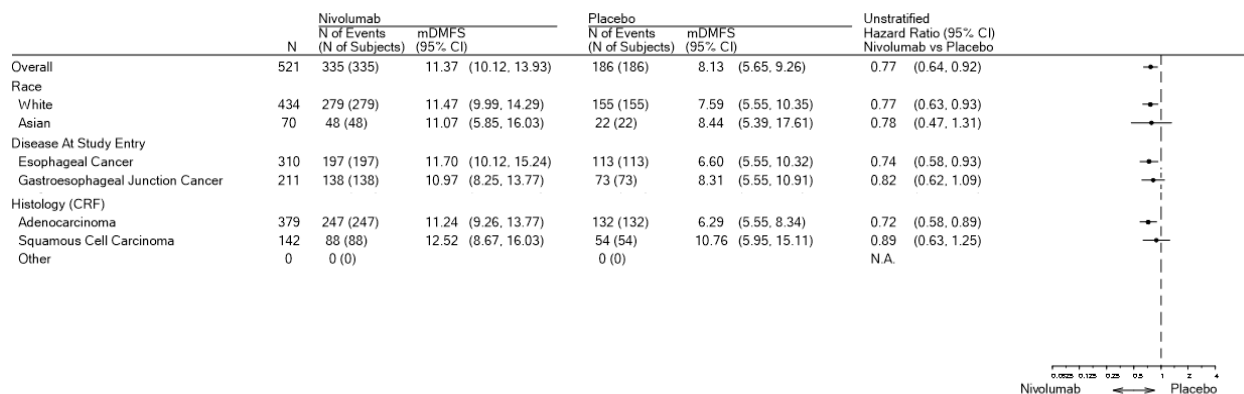 Nivolumab Placebo Unstratified
N of Events mDMFS N of Events mDMFS Hazard Ratio (95% CI)
N (N of Subjects) (95% CI) (N of Subjects) (95% CI) Nivolumab vs Placebo
Overall 521 335 (335) 11.37 (10.12, 13.93) 186 (186) 8.13 (5.65, 9.26) 0.77 (0.64, 0.92)
Race
White 434 279 (279) 11.47 (9.99, 14.29) 155 (155) 7.59 (5.55, 10.35) 0.77 (0.63, 0.93)
Asian 70 48 (48) 11.07 (5.85, 16.03) 22 (22) 8.44 (5.39, 17.61) 0.78 (0.47, 1.31)
Disease At Study Entry
Esophageal Cancer 310 197 (197) 11.70 (10.12, 15.24) 113 (113) 6.60 (5.55, 10.32) 0.74 (0.58, 0.93)
Gastroesophageal Junction Cancer 211 138 (138) 10.97 (8.25, 13.77) 73 (73) 8.31 (5.55, 10.91) 0.82 (0.62, 1.09)
Histology (CRF)
Adenocarcinoma 379 247 (247) 11.24 (9.26, 13.77) 132 (132) 6.29 (5.55, 8.34) 0.72 (0.58, 0.89)
Squamous Cell Carcinoma 142 88 (88) 12.52 (8.67, 16.03) 54 (54) 10.76 (5.95, 15.11) 0.89 (0.63, 1.25)
Other 0 0 (0) 0 (0) N.A.
0.0625 0.125 0.25 0.5 1 2 4
Nivolumab Placebo